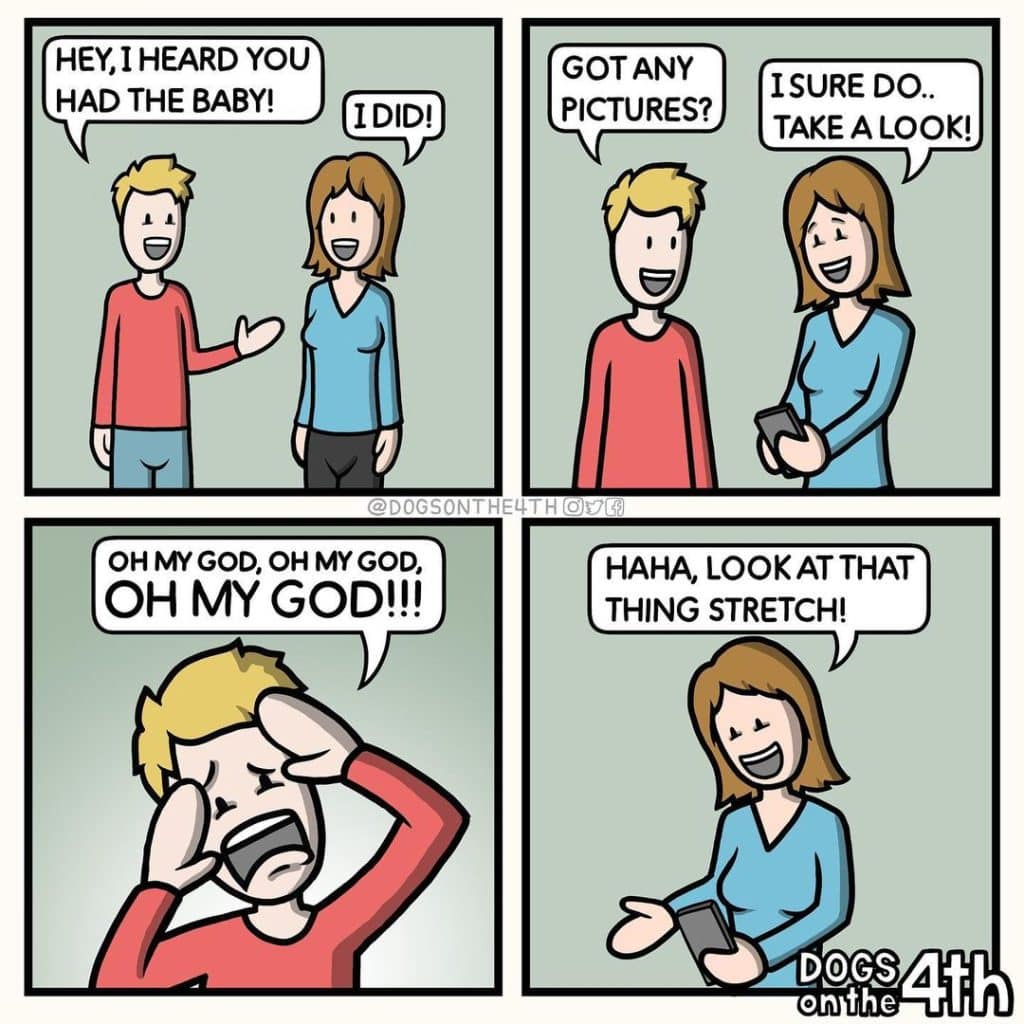 HEY, I HEARD YOU
HAD THE BABY!
I DID!
GOT ANY
PICTURES?
I SURE DO..
TAKE A LOOK!
@DOGSONTHE4TH
OH MY GOD, OH MY GOD,
OH MY GOD!!!
HAHA, LOOK AT THAT
THING STRETCH!
DOGS
on the 4th